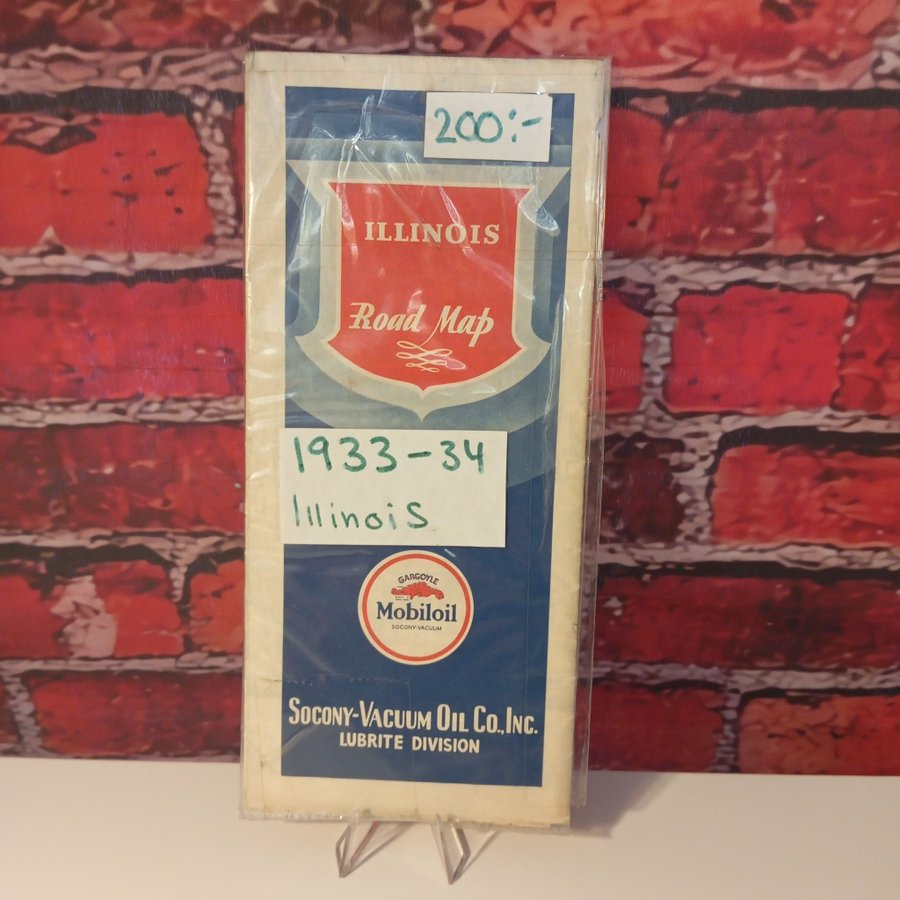 200:-
ILLINOIS
Road Map
1933-34
Illinois
GARGOYLE
Mobiloil
SOCONY-VACUUM
SOCONY-VACUUM OIL CO., INC.
LUBRITE DIVISION